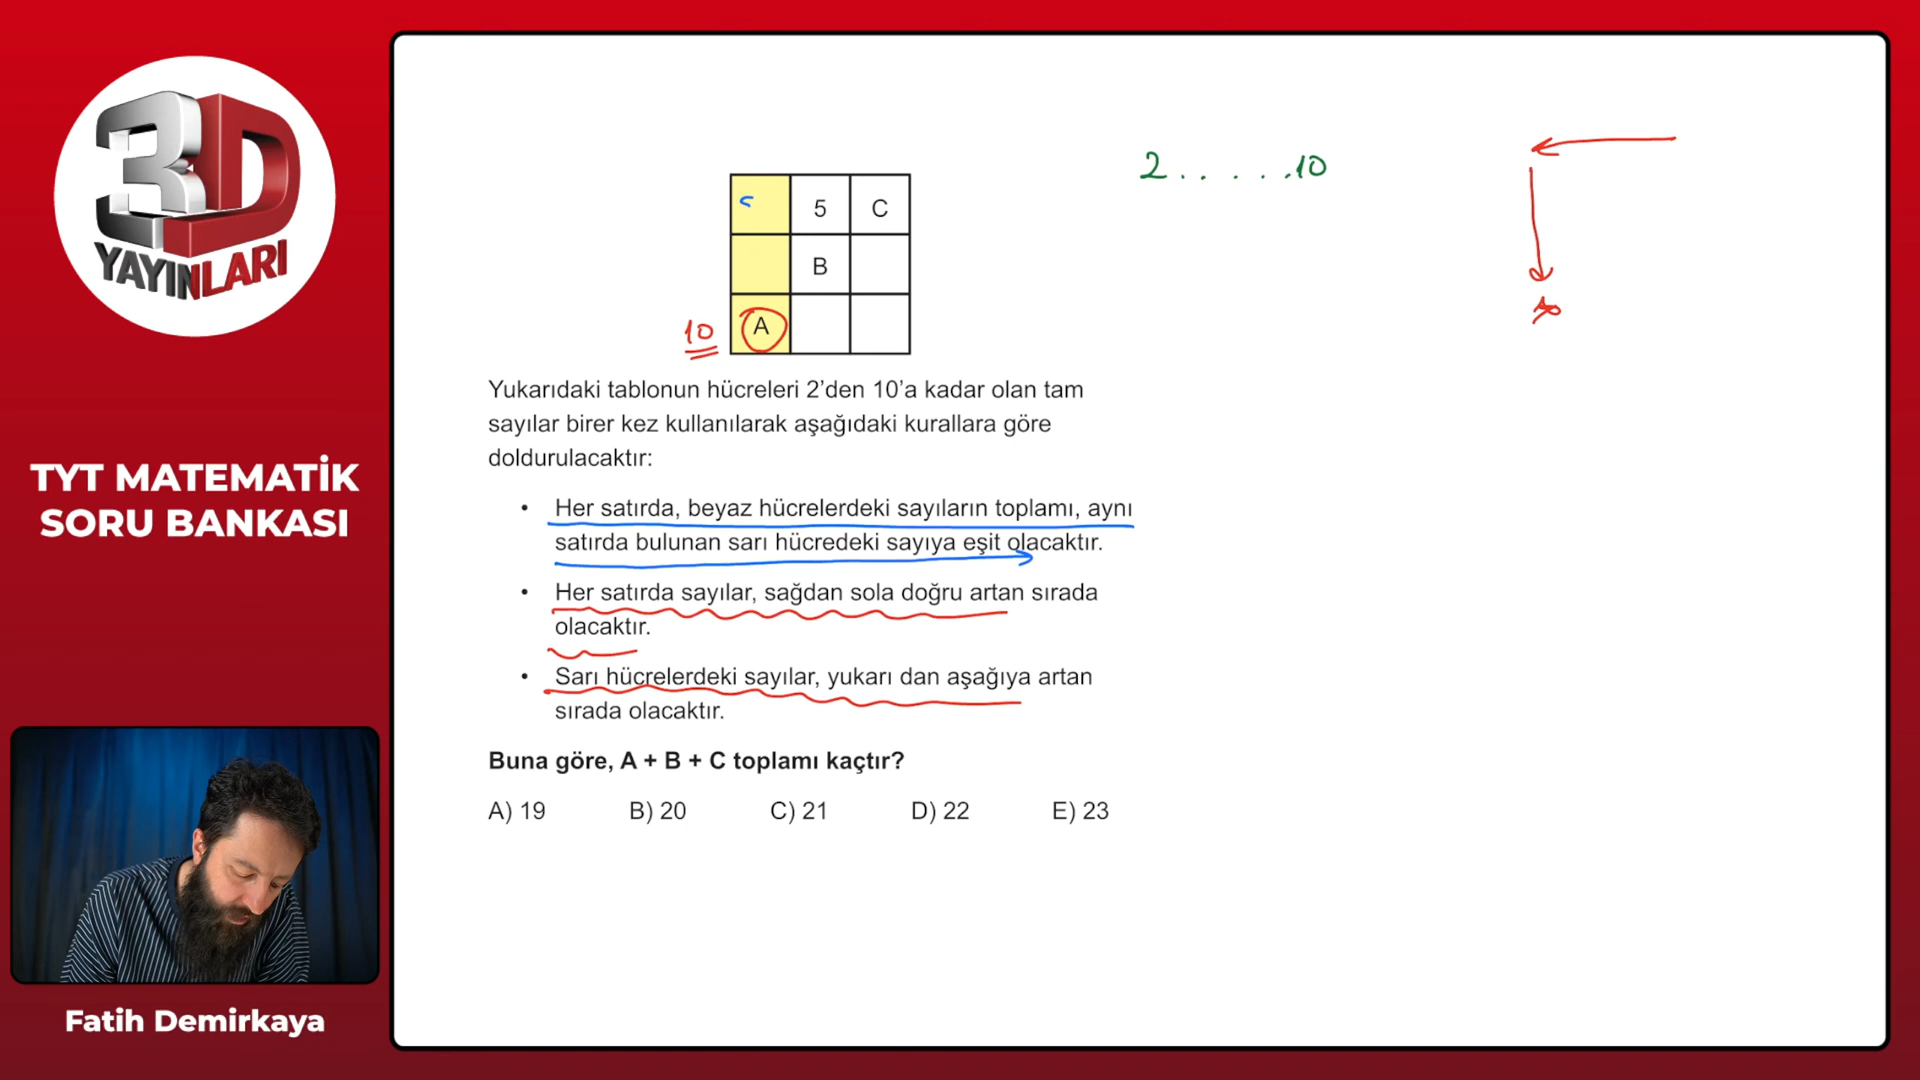 3D
YAYINLARI
TYT MATEMATİK
SORU BANKASI
Fatih Demirkaya
2.....10
5 C
B
10 A
Yukarıdaki tablonun hücreleri 2’den 10’a kadar olan tam
sayılar birer kez kullanılarak aşağıdaki kurallara göre
doldurulacaktır:
• Her satırda, beyaz hücrelerdeki sayıların toplamı, aynı
satırda bulunan sarı hücredeki sayıya eşit olacaktır.
• Her satırda sayılar, sağdan sola doğru artan sırada
olacaktır.
• Sarı hücrelerdeki sayılar, yukarı dan aşağıya artan
sırada olacaktır.
Buna göre, A + B + C toplamı kaçtır?
A) 19 B) 20 C) 21 D) 22 E) 23